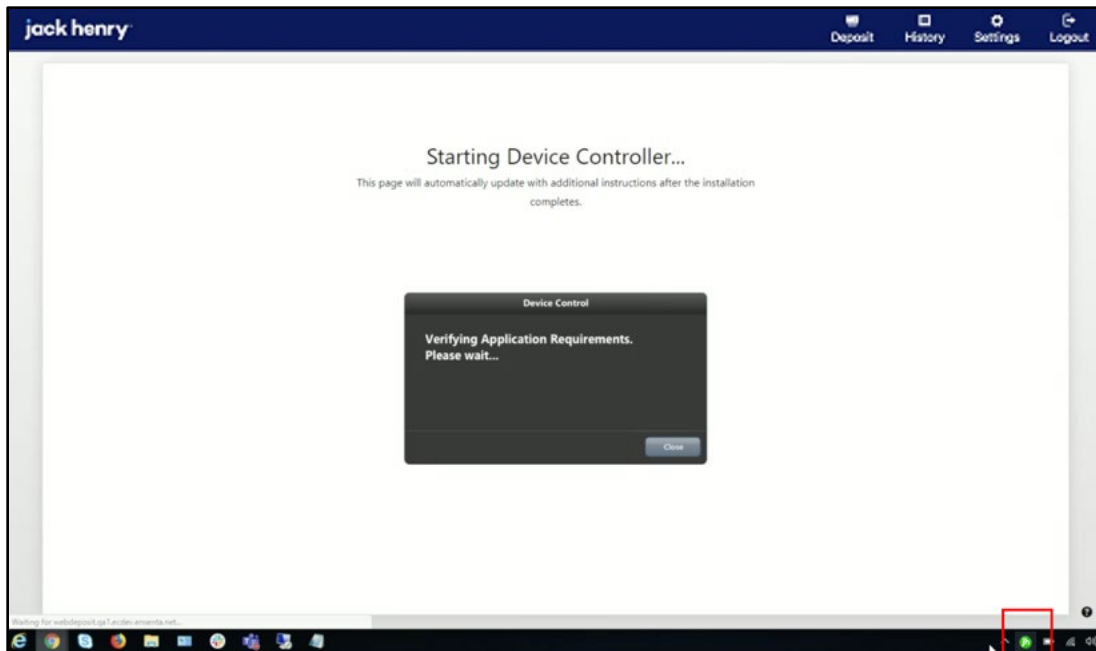 jack henry
Deposit
History
Settings
Logout
Starting Device Controller...
This page will automatically update with additional instructions after the installation
completes.
Device Control
Verifying Application Requirements.
Please wait...
Close